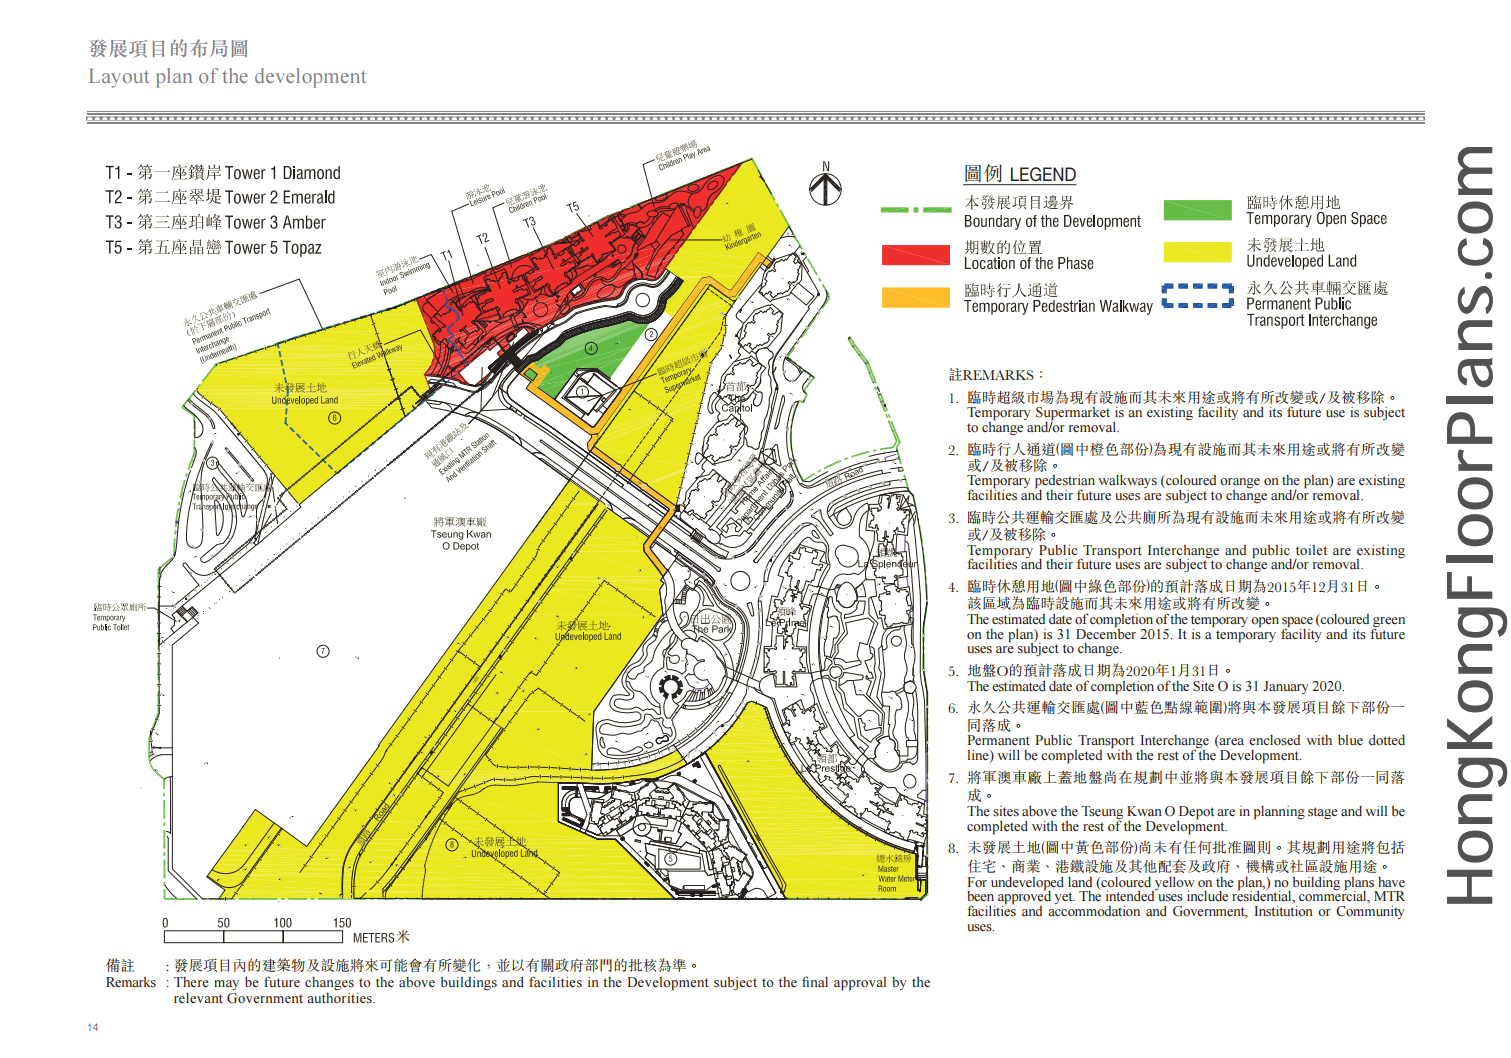 發展項目的布局圖
Layout plan of the development
T1 - 第一座鑽岸 Tower 1 Diamond
T2 - 第二座翠堤 Tower 2 Emerald
T3 - 第三座珀峰 Tower 3 Amber
T5 - 第五座晶巒 Tower 5 Topaz
兒童遊樂場
Children Play Area
游泳池
Leisure Pool
兒童游泳池
Children Pool
T1
T2
T3
T5
室內游泳池
Indoor Swimming
Pool
幼稚園
Kindergarten
永久公共車輛交匯處
(於下層部份)
Permanent Public Transport
Interchange
(Underneath)
行人天橋
Elevated Walkway
未發展土地
Undeveloped Land
6
4
2
1
臨時超級市場
Temporary
Supermarket
首都
The
Capitol
現有港鐵站及
通風口
Existing MTR Station
And Ventilation Shaft
3
臨時公共運輸交匯處
Temporary Public
Transport Interchange
將軍澳車廠
Tseung Kwan
O Depot
Road
La Splendeur
臨時公眾廁所
Temporary
Public Toilet
7
未發展土地
Undeveloped Land
日出公園
The Park
領峰
Le Prime
領都
Le Prestige
Road
8
未發展土地
Undeveloped Land
5
總水錶房
Master
Water Meter
Room
N
0 50 100 150
METERS 米
圖例 LEGEND
本發展項目邊界
Boundary of the Development
期數的位置
Location of the Phase
臨時行人通道
Temporary Pedestrian Walkway
臨時休憩用地
Temporary Open Space
未發展土地
Undeveloped Land
永久公共車輛交匯處
Permanent Public
Transport Interchange
註REMARKS：
1. 臨時超級市場為現有設施而其未來用途或將有所改變或/及被移除。
Temporary Supermarket is an existing facility and its future use is subject
to change and/or removal.
2. 臨時行人通道(圖中橙色部份)為現有設施而其未來用途或將有所改變
或/及被移除。
Temporary pedestrian walkways (coloured orange on the plan) are existing
facilities and their future uses are subject to change and/or removal.
3. 臨時公共運輸交匯處及公共廁所為現有設施而未來用途或將有所改變
或/及被移除。
Temporary Public Transport Interchange and public toilet are existing
facilities and their future uses are subject to change and/or removal.
4. 臨時休憩用地(圖中綠色部份)的預計落成日期為2015年12月31日。
該區域為臨時設施而其未來用途或將有所改變。
The estimated date of completion of the temporary open space (coloured green
on the plan) is 31 December 2015. It is a temporary facility and its future
uses are subject to change.
5. 地盤O的預計落成日期為2020年1月31日。
The estimated date of completion of the Site O is 31 January 2020.
6. 永久公共運輸交匯處(圖中藍色點線範圍)將與本發展項目餘下部份一
同落成。
Permanent Public Transport Interchange (area enclosed with blue dotted
line) will be completed with the rest of the Development.
7. 將軍澳車廠上蓋地盤尚在規劃中並將與本發展項目餘下部份一同落
成。
The sites above the Tseung Kwan O Depot are in planning stage and will be
completed with the rest of the Development.
8. 未發展土地(圖中黃色部份)尚未有任何批准圖則。其規劃用途將包括
住宅、商業、港鐵設施及其他配套及政府、機構或社區設施用途。
For undeveloped land (coloured yellow on the plan,) no building plans have
been approved yet. The intended uses include residential, commercial, MTR
facilities and accommodation and Government, Institution or Community
uses.
備註 : 發展項目內的建築物及設施將來可能會有所變化，並以有關政府部門的批核為準。
Remarks : There may be future changes to the above buildings and facilities in the Development subject to the final approval by the
relevant Government authorities.
14
HongKongFloorPlans.com